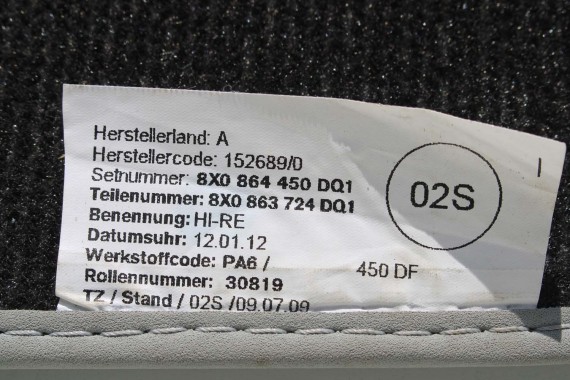 Herstellerland: A
Herstellercode: 152689/0
Setnummer: 8X0 864 450 DQ1
Teilenummer: 8X0 863 724 DQ1
Benennung: HI-RE
Datumsuhr: 12.01.12
Werkstoffcode: PA6 / 450 DF
Rollennummer: 30819
TZ / Stand / 02S /09.07.09
02S
I